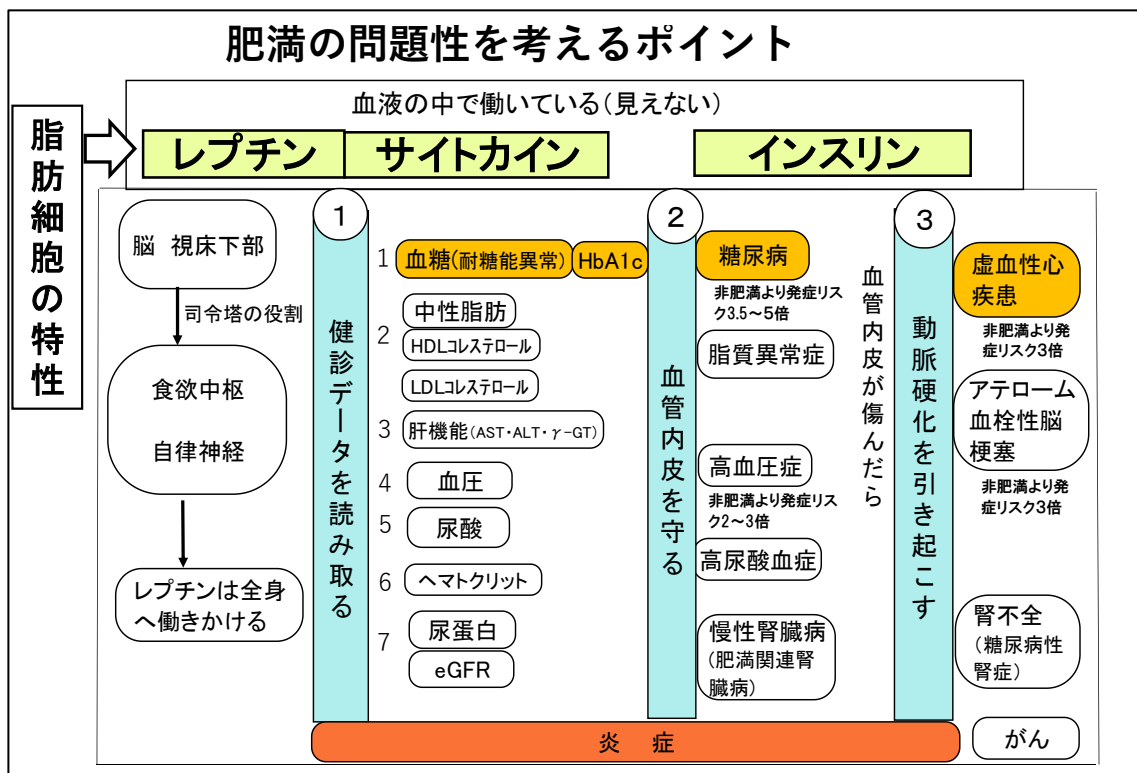 肥満の問題性を考えるポイント
脂肪細胞の特性
血液の中で働いている(見えない)
レプチン
サイトカイン
インスリン
脳 視床下部
司令塔の役割
食欲中枢
自律神経
レプチンは全身
へ働きかける
1
健診データを読み取る
1
血糖(耐糖能異常)
HbA1c
2
中性脂肪
HDLコレステロール
LDLコレステロール
3
肝機能(AST・ALT・γ-GT)
4
血圧
5
尿酸
6
ヘマトクリット
7
尿蛋白
eGFR
2
血管内皮を守る
糖尿病
非肥満より発症リス
ク3.5~5倍
脂質異常症
高血圧症
非肥満より発症リス
ク2~3倍
高尿酸血症
慢性腎臓病
(肥満関連腎
臓病)
血管内皮が傷んだら
3
動脈硬化を引き起こす
虚血性心
疾患
非肥満より発
症リスク3倍
アテローム
血栓性脳
梗塞
非肥満より発
症リスク3倍
腎不全
(糖尿病性
腎症)
がん
炎 症